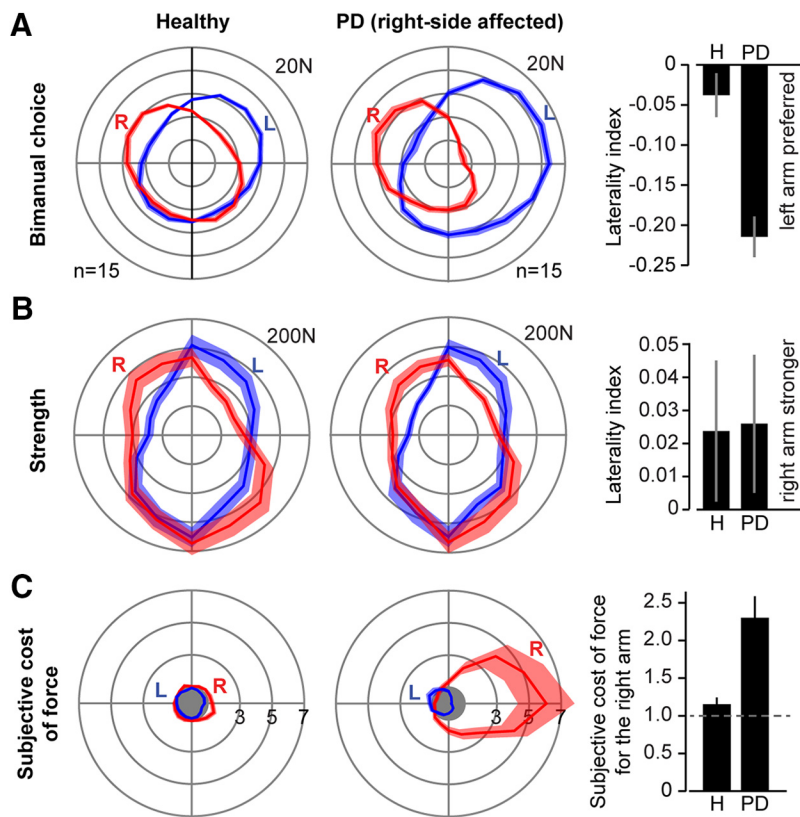 A
Healthy
PD (right-side affected)
Bimanual choice
20N
R
L
n=15
20N
R
L
n=15
H PD
0
-0.05
-0.10
-0.15
-0.20
-0.25
Laterality index
left arm preferred
B
Strength
200N
R
L
200N
R
L
0.05
0.04
0.03
0.02
0.01
0
Laterality index
right arm stronger
H PD
C
Subjective cost
of force
L
R
3 5 7
L
R
3 5 7
2.5
2.0
1.5
1.0
0.5
0
Subjective cost of force
for the right arm
H PD